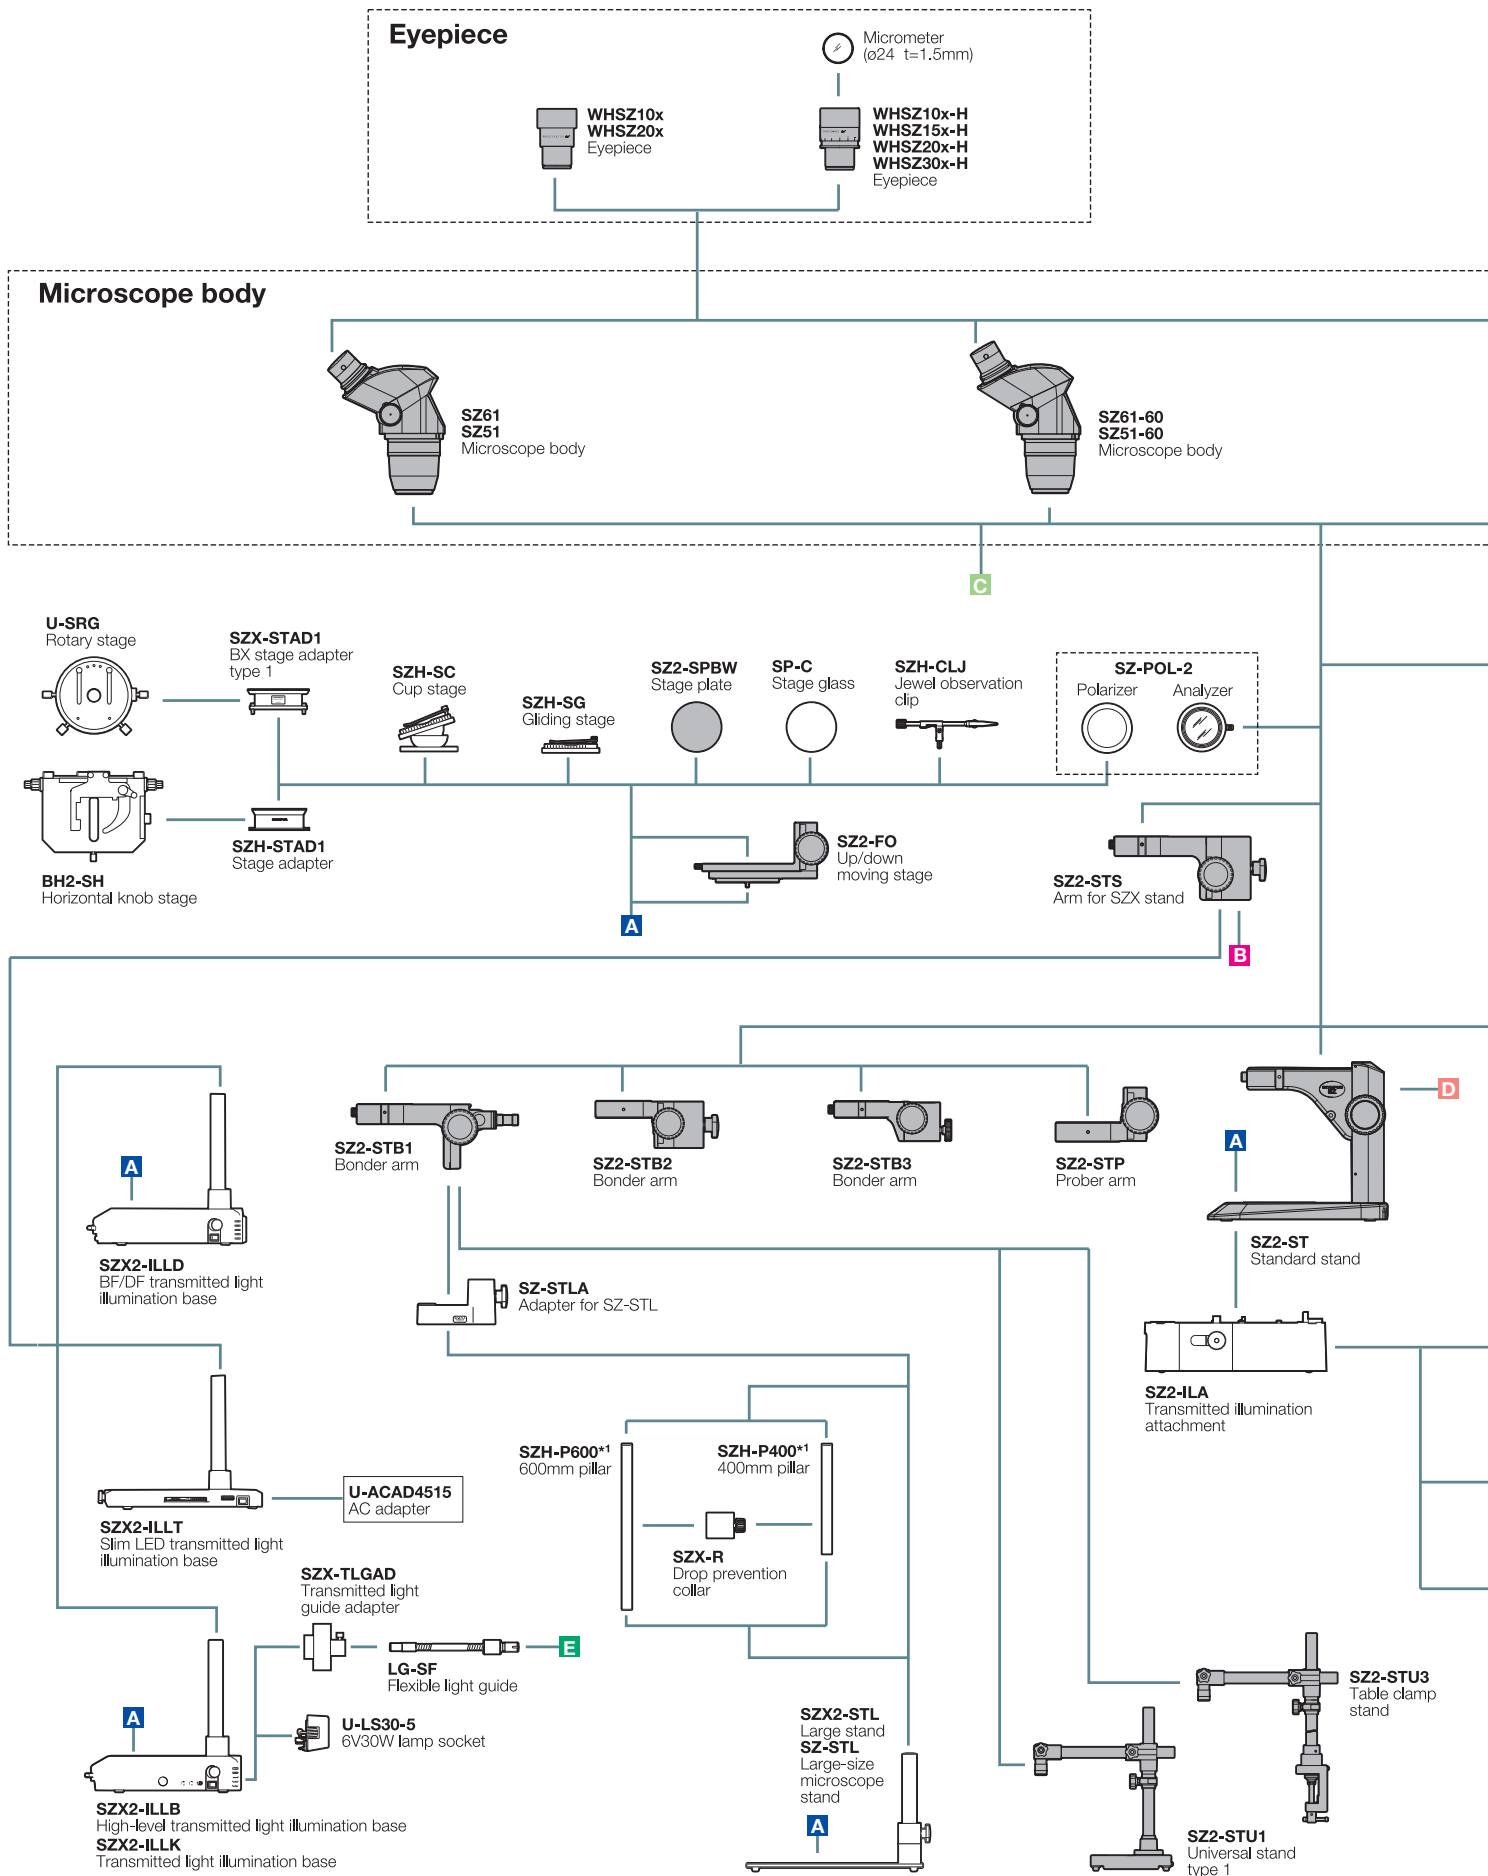 Eyepiece
Micrometer
(ø24 t=1.5mm)
WHSZ10x
WHSZ20x
Eyepiece
WHSZ10x-H
WHSZ15x-H
WHSZ20x-H
WHSZ30x-H
Eyepiece
Microscope body
SZ61
SZ51
Microscope body
SZ61-60
SZ51-60
Microscope body
C
U-SRG
Rotary stage
SZX-STAD1
BX stage adapter
type 1
SZH-SC
Cup stage
SZH-SG
Gliding stage
SZ2-SPBW
Stage plate
SP-C
Stage glass
SZH-CLJ
Jewel observation
clip
SZ-POL-2
Polarizer
Analyzer
BH2-SH
Horizontal knob stage
SZH-STAD1
Stage adapter
SZ2-FO
Up/down
moving stage
SZ2-STS
Arm for SZX stand
A
B
SZ2-STB1
Bonder arm
SZ2-STB2
Bonder arm
SZ2-STB3
Bonder arm
SZ2-STP
Prober arm
D
A
A
SZX2-ILLD
BF/DF transmitted light
illumination base
SZ2-ST
Standard stand
SZ-STLA
Adapter for SZ-STL
SZ2-ILA
Transmitted illumination
attachment
SZH-P600*1
600mm pillar
SZH-P400*1
400mm pillar
U-ACAD4515
AC adapter
SZX2-ILLT
Slim LED transmitted light
illumination base
SZX-R
Drop prevention
collar
SZX-TLGAD
Transmitted light
guide adapter
LG-SF
Flexible light guide
E
U-LS30-5
6V30W lamp socket
A
SZX2-ILLB
High-level transmitted light illumination base
SZX2-ILLK
Transmitted light illumination base
SZX2-STL
Large stand
SZ-STL
Large-size
microscope
stand
A
SZ2-STU3
Table clamp
stand
SZ2-STU1
Universal stand
type 1